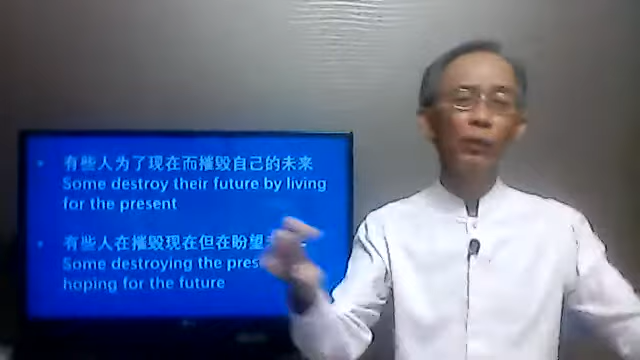 有些人为了现在而摧毁自己的未来
Some destroy their future by living
for the present
有些人在摧毁现在但在盼望
Some destroying the
hoping for the future